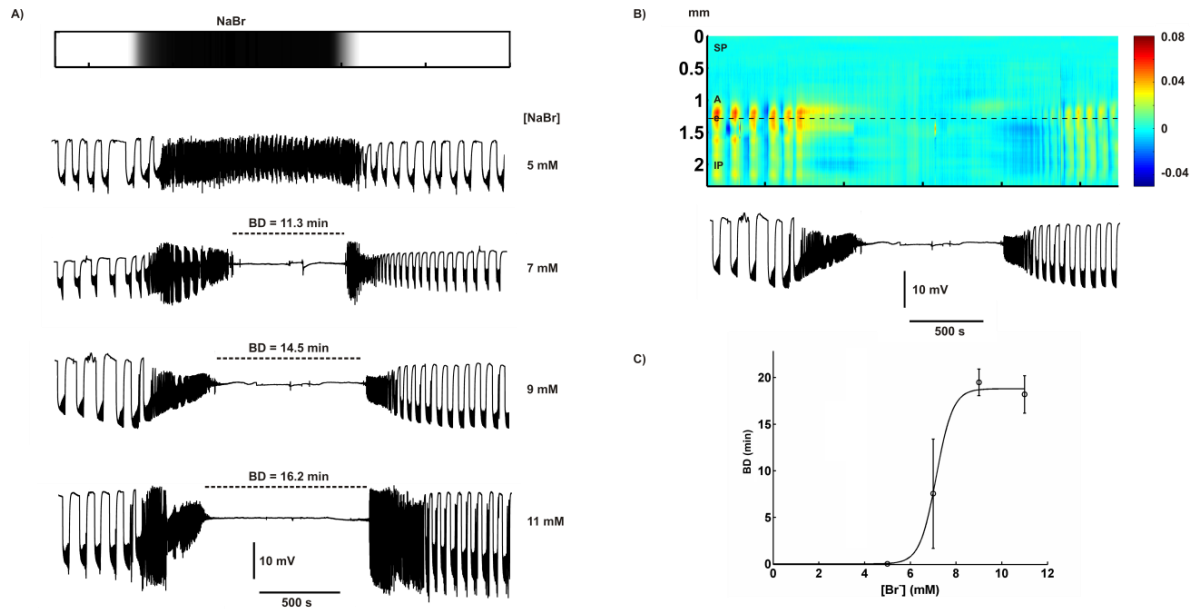 A)
NaBr
[NaBr]
5 mM
BD = 11.3 min
7 mM
BD = 14.5 min
9 mM
BD = 16.2 min
11 mM
10 mV
500 s
B)
mm
0
0.5
1
1.5
2
SP
A
IP
0.08
0.04
0
-0.04
10 mV
500 s
C)
20
15
10
5
0
BD (min)
0 2 4 6 8 10 12
[Br-] (mM)